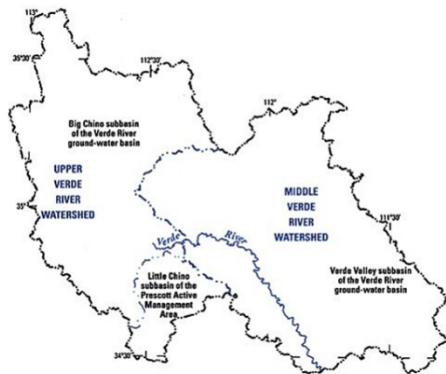 113°
35°30'
112°30'
Big Chino subbasin
of the Verde River
ground-water basin
112°
UPPER
VERDE
RIVER
WATERSHED
MIDDLE
VERDE
RIVER
WATERSHED
35°
111°30'
Verde River
Verde Valley subbasin
of the Verde River
ground-water basin
Little Chino
subbasin of the
Prescott Active
Management
Area
34°30'